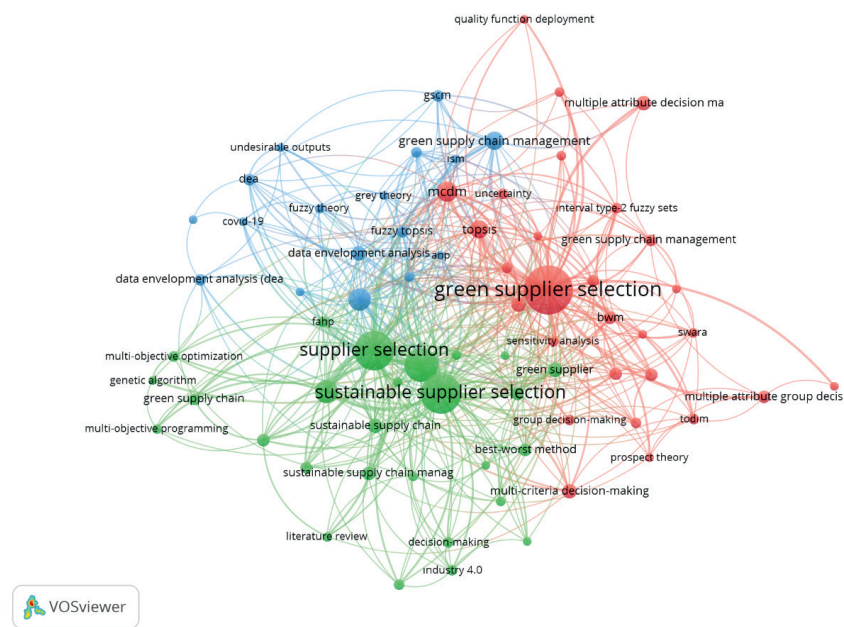 quality function deployment
gscm
multiple attribute decision ma
green supply chain management
undesirable outputs
ism
dea
mcdm
uncertainty
grey theory
fuzzy theory
interval type-2 fuzzy sets
covid-19
fuzzy topsis
topsis
green supply chain management
data envelopment analysis
anp
data envelopment analysis (dea
green supplier selection
fahp
bwm
swara
sensitivity analysis
supplier selection
multi-objective optimization
green supplier
genetic algorithm
sustainable supplier selection
green supply chain
multiple attribute group decis
group decision-making
todim
sustainable supply chain
multi-objective programming
best-worst method
prospect theory
sustainable supply chain manag
multi-criteria decision-making
literature review
decision-making
industry 4.0
VOSviewer